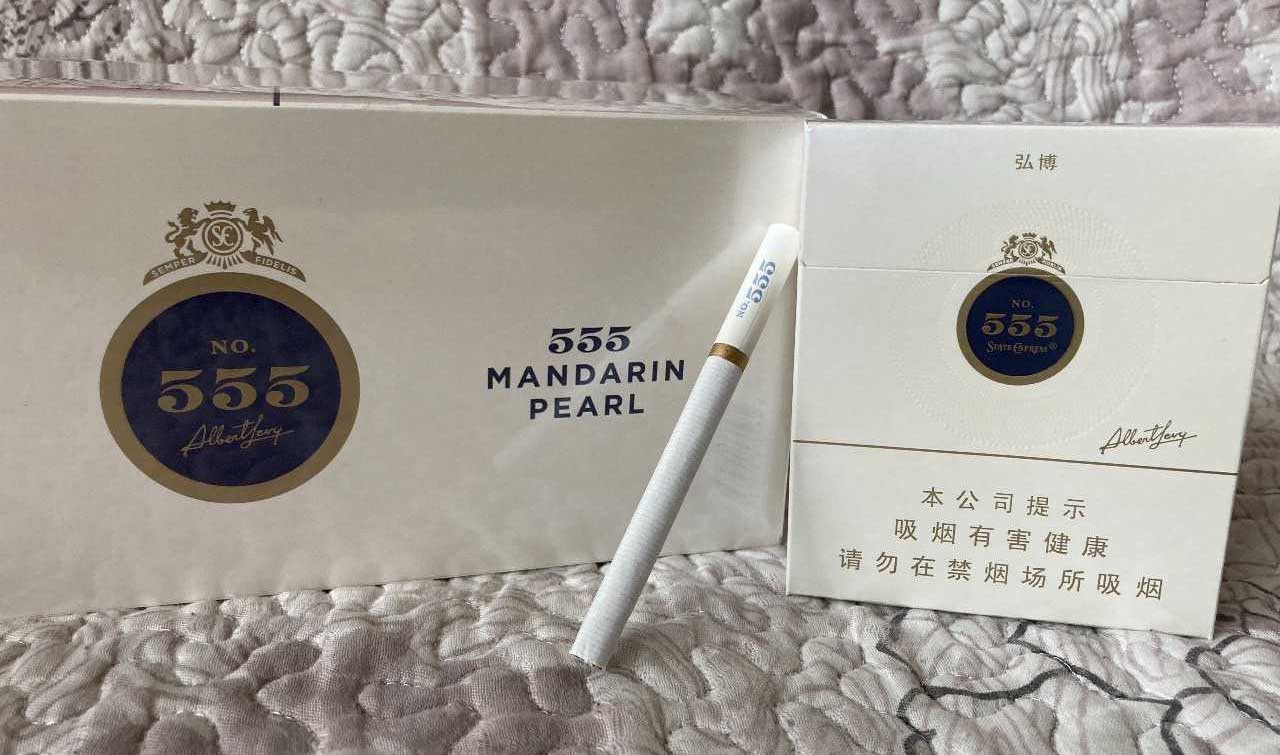 SEMPER FIDELIS
NO.
555
Albert Levy
555
MANDARIN
PEARL
NO. 555
弘博
SEMPER FIDELIS
NO.
555
STATE EXPRESS ®
Albert Levy
本公司提示
吸烟有害健康
请勿在禁烟场所吸烟